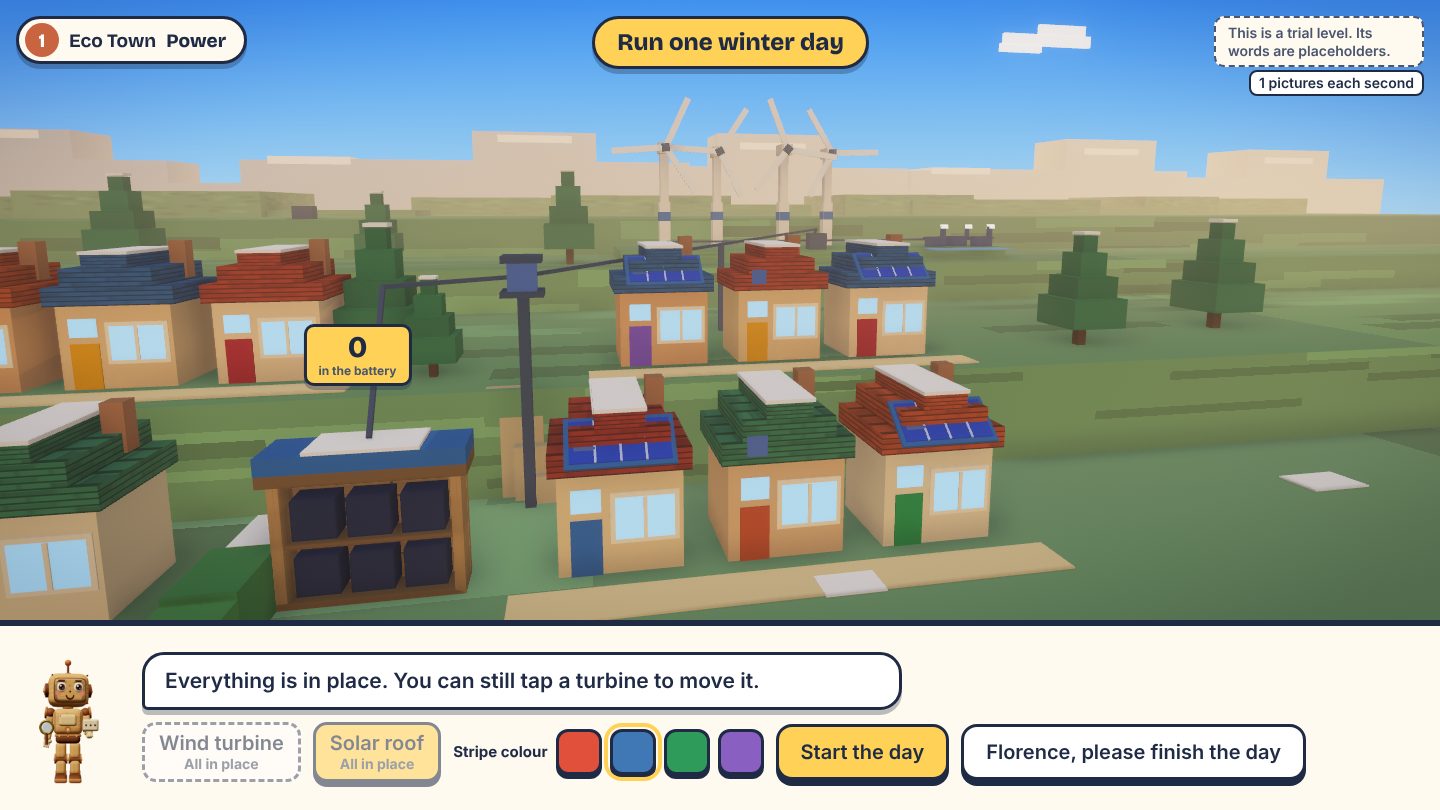 1 Eco Town Power
Run one winter day
This is a trial level. Its
words are placeholders.
1 pictures each second
0
in the battery
Everything is in place. You can still tap a turbine to move it.
Wind turbine
All in place
Solar roof
All in place
Stripe colour
Start the day
Florence, please finish the day